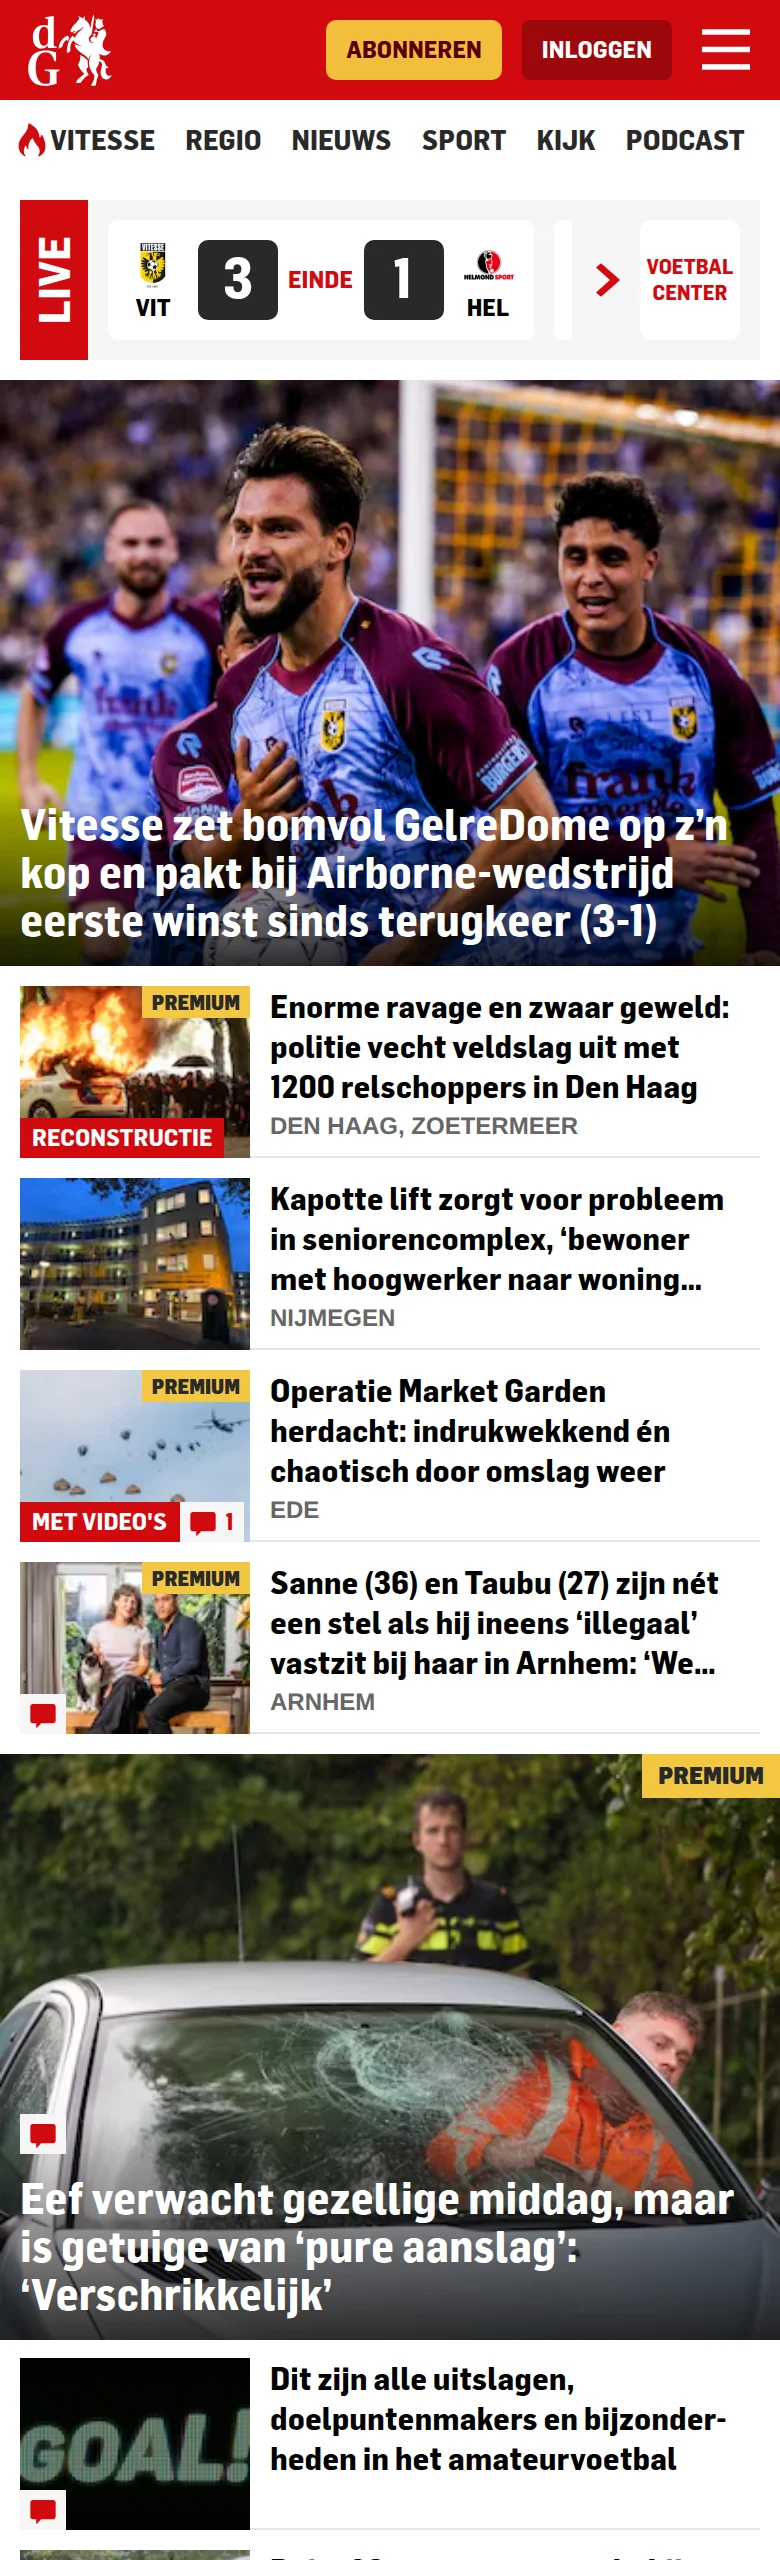 dG
ABONNEREN
INLOGGEN
VITESSE REGIO NIEUWS SPORT KIJK PODCAST
LIVE
VITESSE
VIT
3
EINDE
1
HELMOND SPORT
HEL
VOETBAL
CENTER
Vitesse zet bomvol GelreDome op z’n
kop en pakt bij Airborne-wedstrijd
eerste winst sinds terugkeer (3-1)
PREMIUM
RECONSTRUCTIE
Enorme ravage en zwaar geweld:
politie vecht veldslag uit met
1200 relschoppers in Den Haag
DEN HAAG, ZOETERMEER
Kapotte lift zorgt voor probleem
in seniorencomplex, ‘bewoner
met hoogwerker naar woning...
NIJMEGEN
PREMIUM
MET VIDEO'S
1
Operatie Market Garden
herdacht: indrukwekkend én
chaotisch door omslag weer
EDE
PREMIUM
Sanne (36) en Taubu (27) zijn nét
een stel als hij ineens ‘illegaal’
vastzit bij haar in Arnhem: ‘We...
ARNHEM
PREMIUM
Eef verwacht gezellige middag, maar
is getuige van ‘pure aanslag’:
‘Verschrikkelijk’
GOAL!
Dit zijn alle uitslagen,
doelpuntenmakers en bijzonder-
heden in het amateurvoetbal